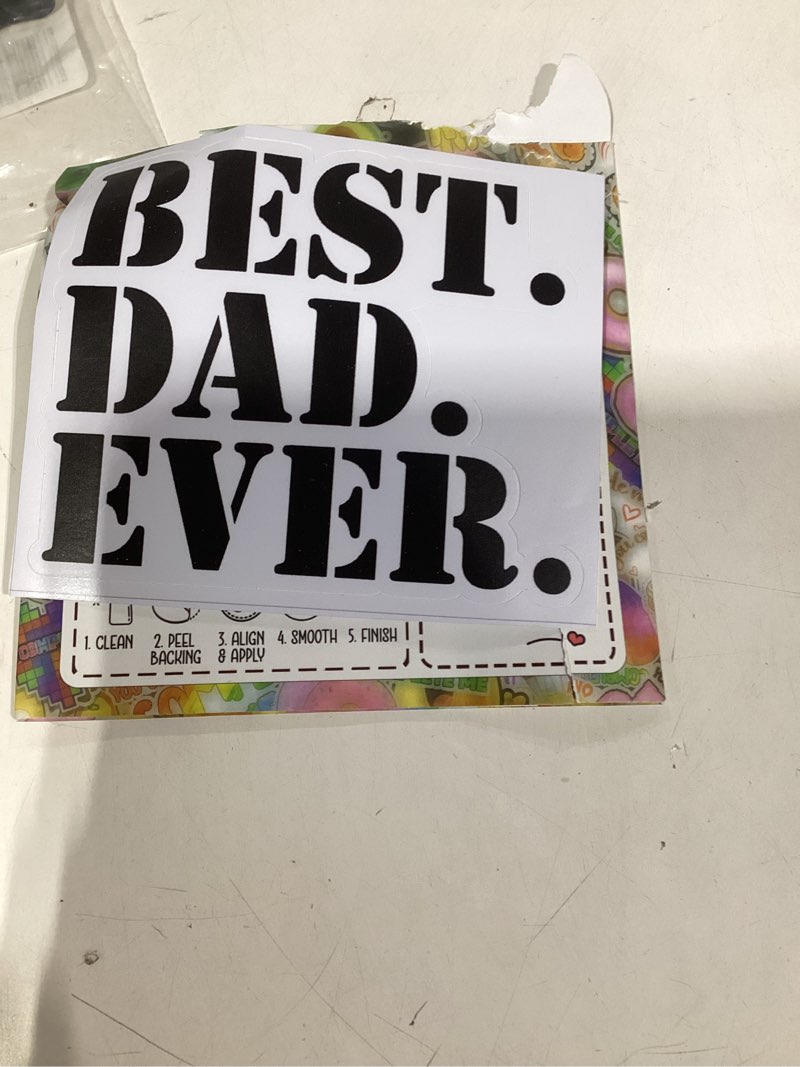 BEST.
DAD.
EVER.
1. CLEAN 2. PEEL BACKING 3. ALIGN & APPLY 4. SMOOTH 5. FINISH